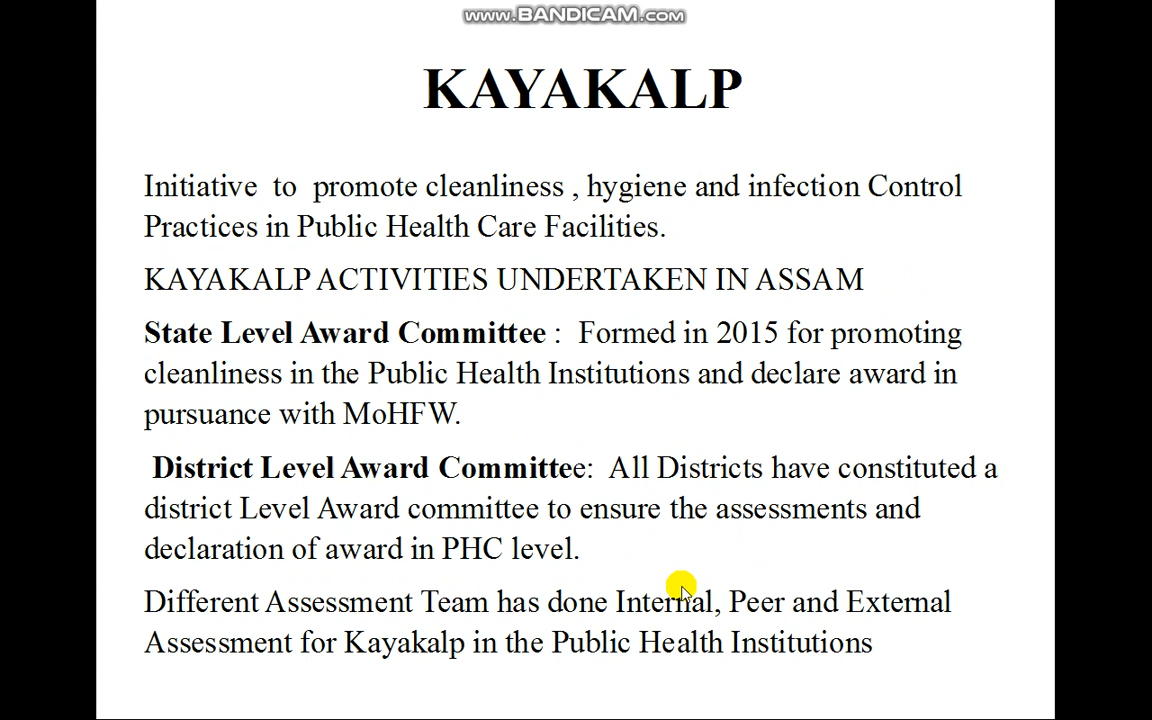 www.BANDICAM.com
KAYAKALP
Initiative to promote cleanliness , hygiene and infection Control
Practices in Public Health Care Facilities.
KAYAKALP ACTIVITIES UNDERTAKEN IN ASSAM
State Level Award Committee : Formed in 2015 for promoting
cleanliness in the Public Health Institutions and declare award in
pursuance with MoHFW.
District Level Award Committee: All Districts have constituted a
district Level Award committee to ensure the assessments and
declaration of award in PHC level.
Different Assessment Team has done Internal, Peer and External
Assessment for Kayakalp in the Public Health Institutions